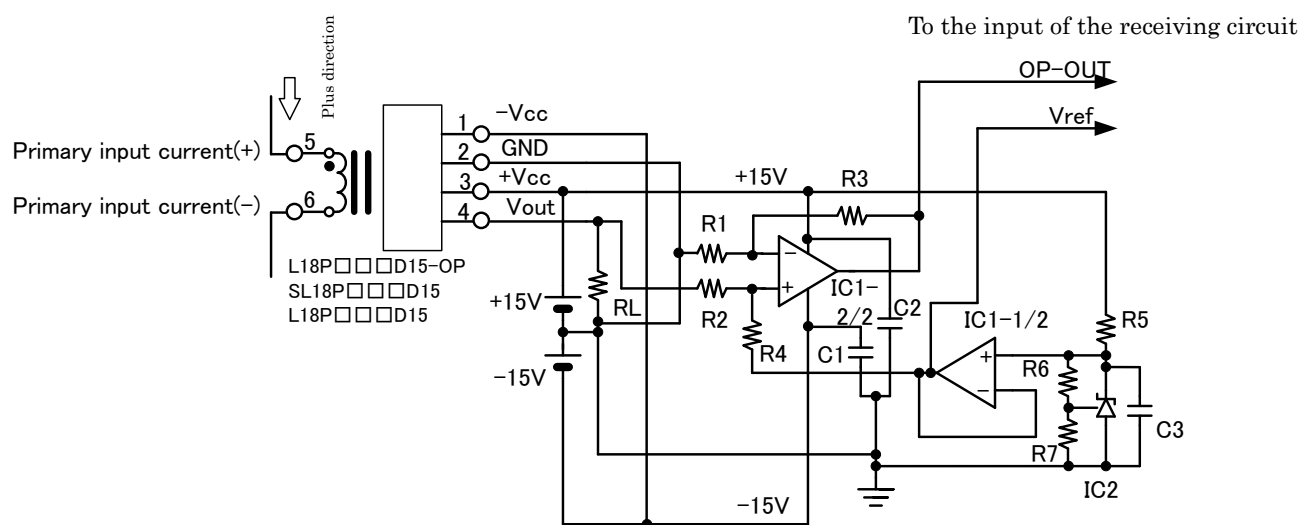 To the input of the receiving circuit
OP-OUT
Vref
Plus direction
1 -Vcc
2 GND
3 +Vcc
4 Vout
Primary input current(+) 5
Primary input current(-) 6
L18P□□□D15-OP
SL18P□□□D15
L18P□□□D15
+15V
-15V
RL
+15V
R3
R1
R2
R4
IC1-
2/2
C1
C2
IC1-1/2
R5
R6
R7
C3
IC2
-15V